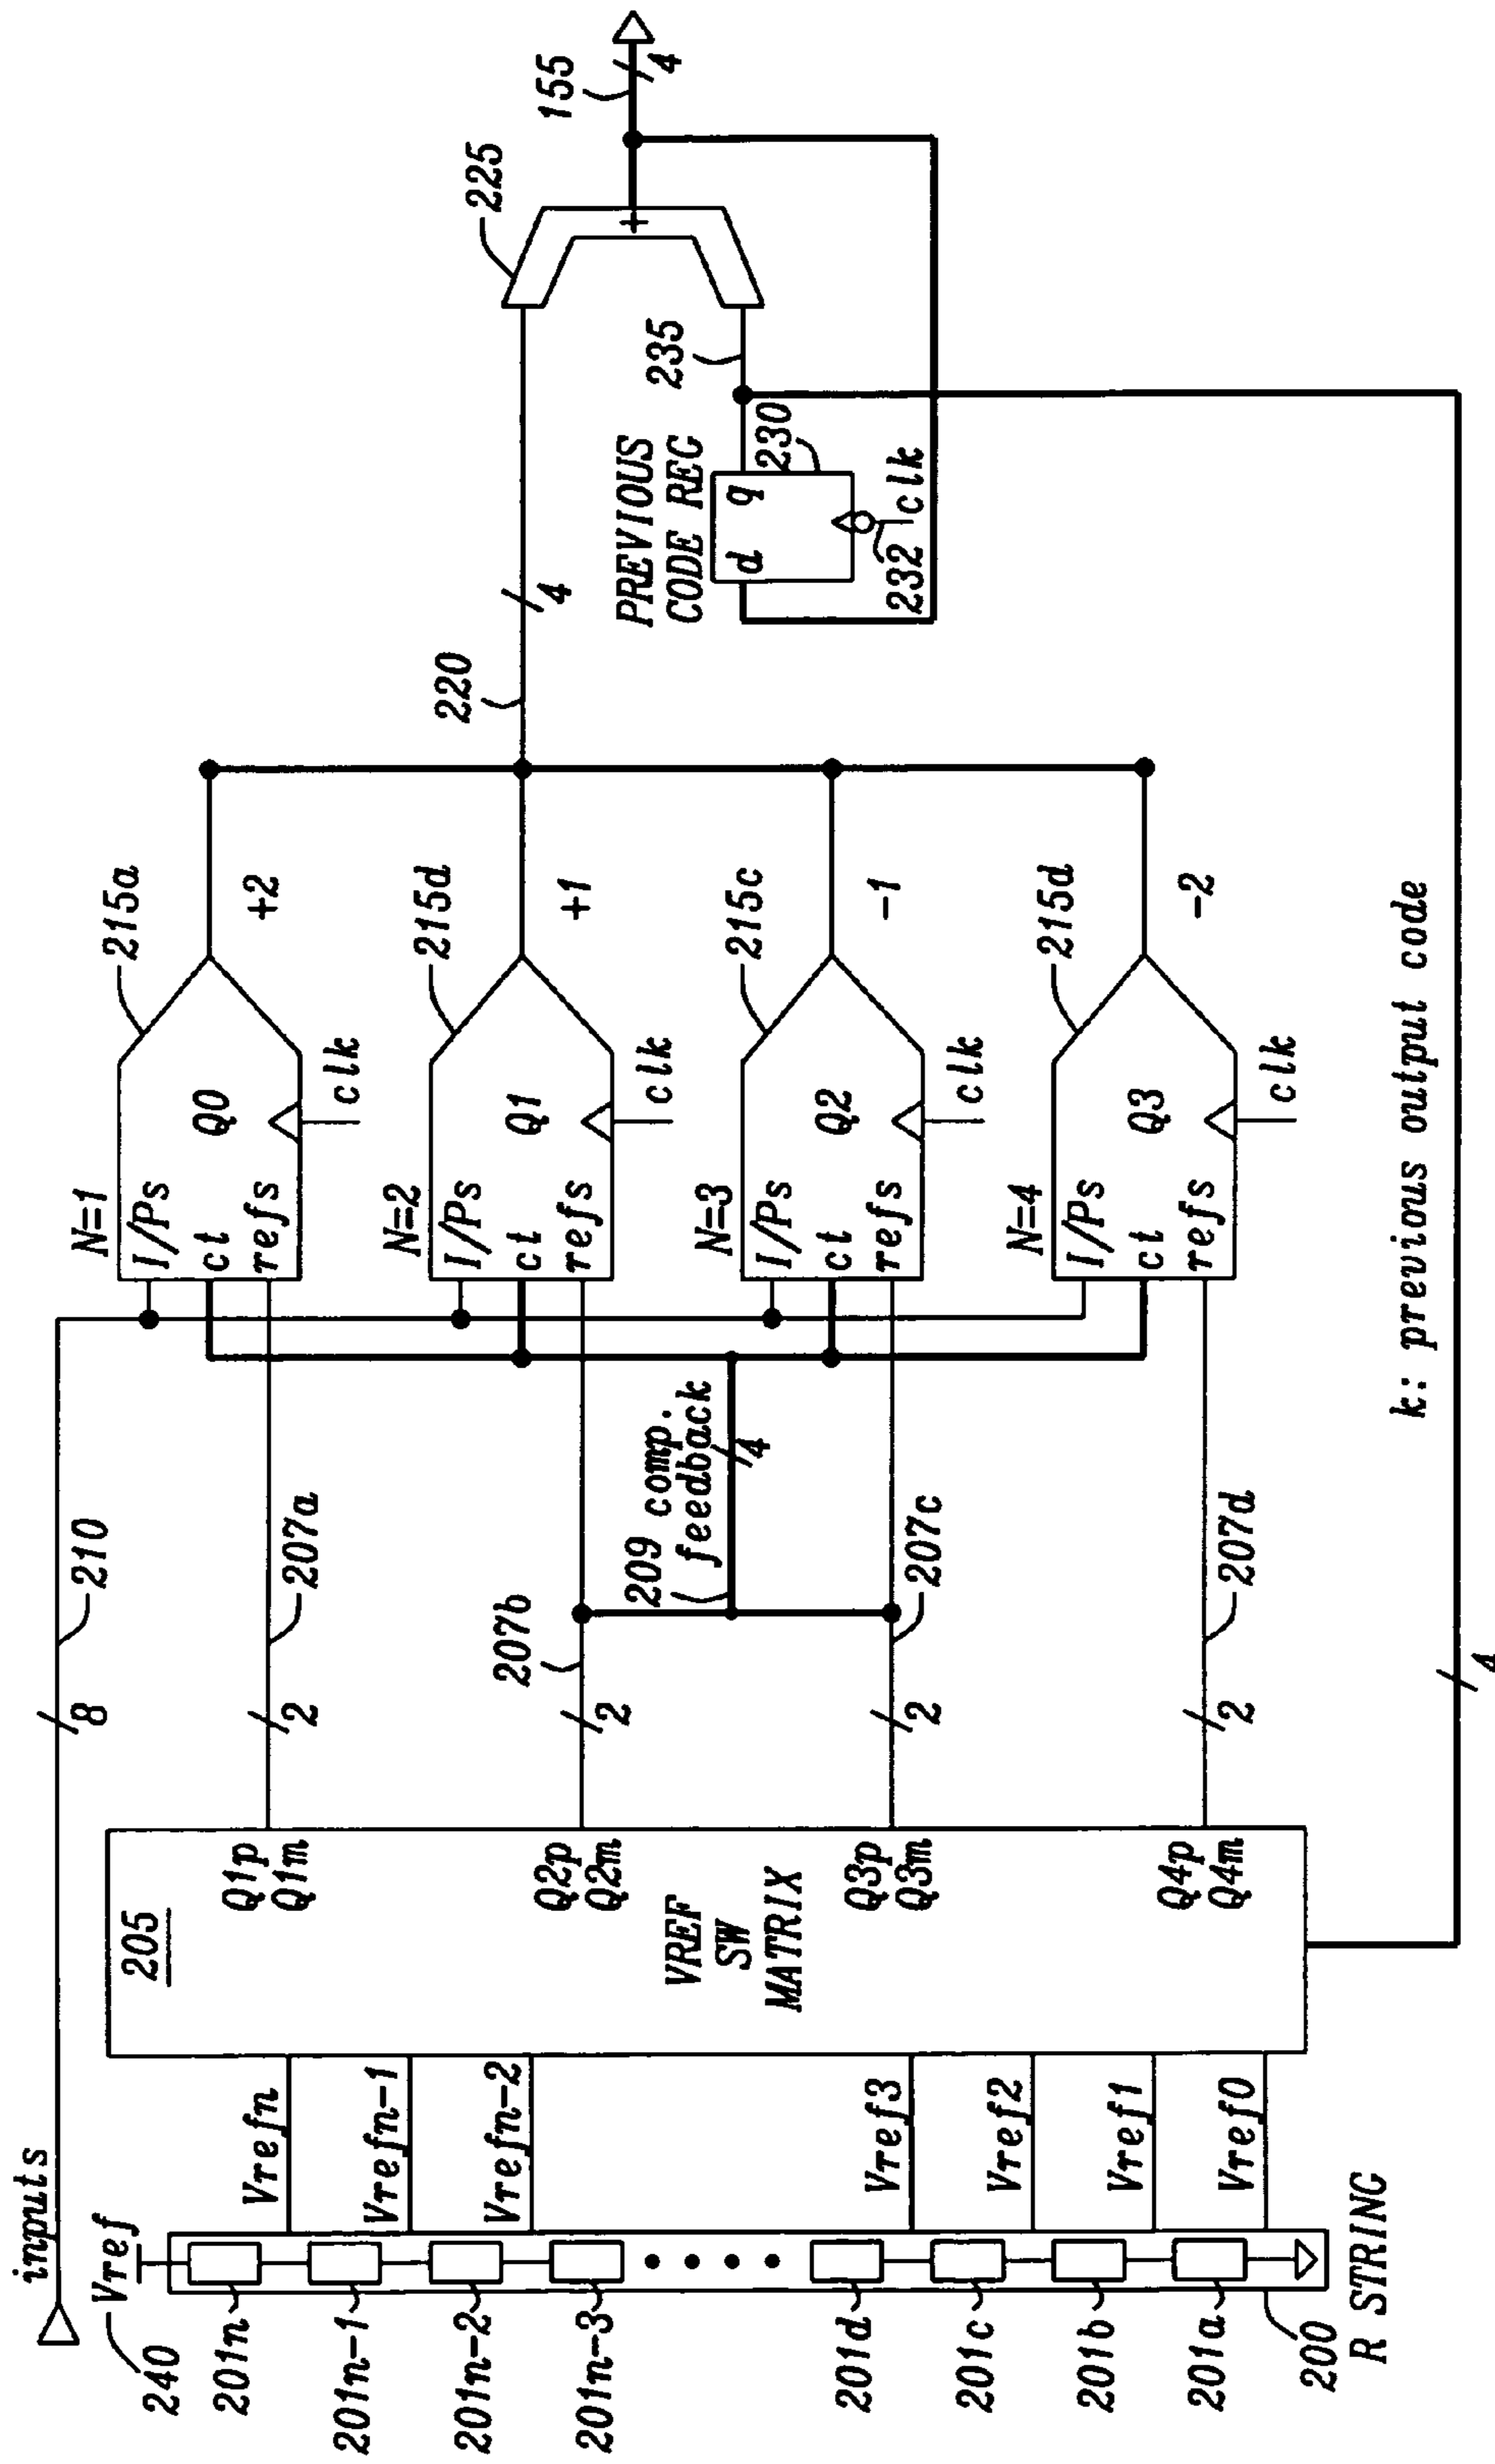 inputs
Vref
240
201n
201n-1
201n-2
201n-3
201d
201c
201b
201a
200
R STRING
Vrefn
Vrefn-1
Vrefn-2
Vref3
Vref2
Vref1
Vref0
205
VREF
SW
MATRIX
Q1p
Q1m
Q2p
Q2m
Q3p
Q3m
Q4p
Q4m
8
210
2
207a
2
207b
2
207c
2
207d
209 comp.
feedback
4
N=1
I/Ps
ct
refs
Q0
clk
215a
+2
N=2
I/Ps
ct
refs
Q1
clk
215d
+1
N=3
I/Ps
ct
refs
Q2
clk
215c
-1
N=4
I/Ps
ct
refs
Q3
clk
215d
-2
220
4
PREVIOUS
CODE REG
d q
230
232
clk
235
225
+
155
4
k: previous output code
4